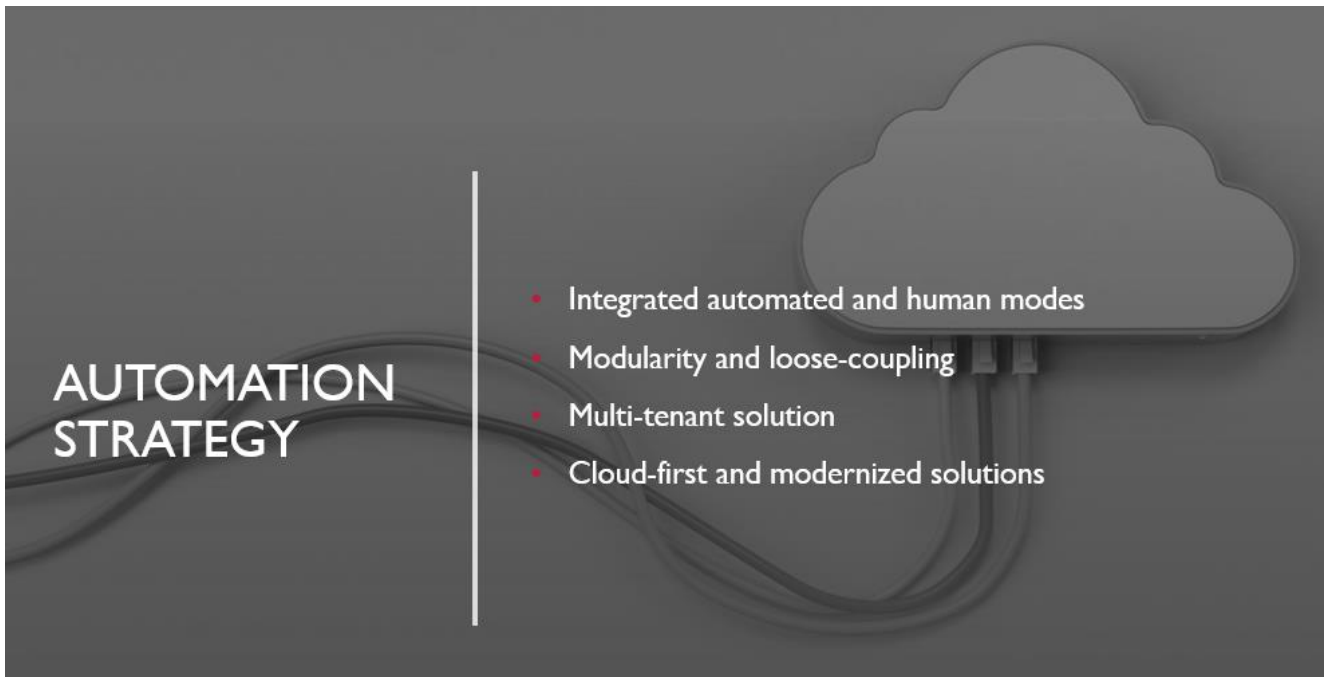 AUTOMATION
STRATEGY
• Integrated automated and human modes
• Modularity and loose-coupling
• Multi-tenant solution
• Cloud-first and modernized solutions